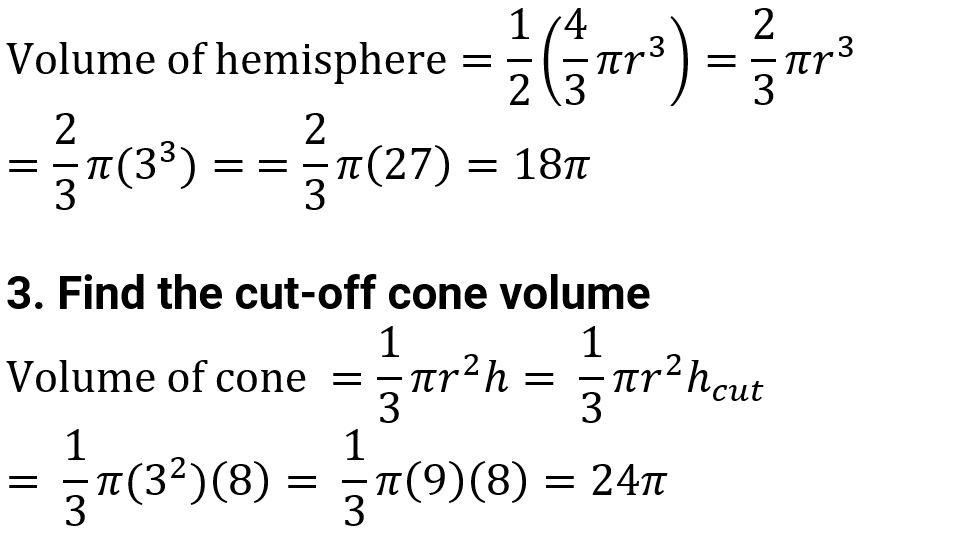 Volume of hemisphere = \frac{1}{2}\left(\frac{4}{3}\pi r^3\right) = \frac{2}{3}\pi r^3
= \frac{2}{3}\pi(3^3) = = \frac{2}{3}\pi(27) = 18\pi
3. Find the cut-off cone volume
Volume of cone = \frac{1}{3}\pi r^2 h = \frac{1}{3}\pi r^2 h_{cut}
= \frac{1}{3}\pi(3^2)(8) = \frac{1}{3}\pi(9)(8) = 24\pi